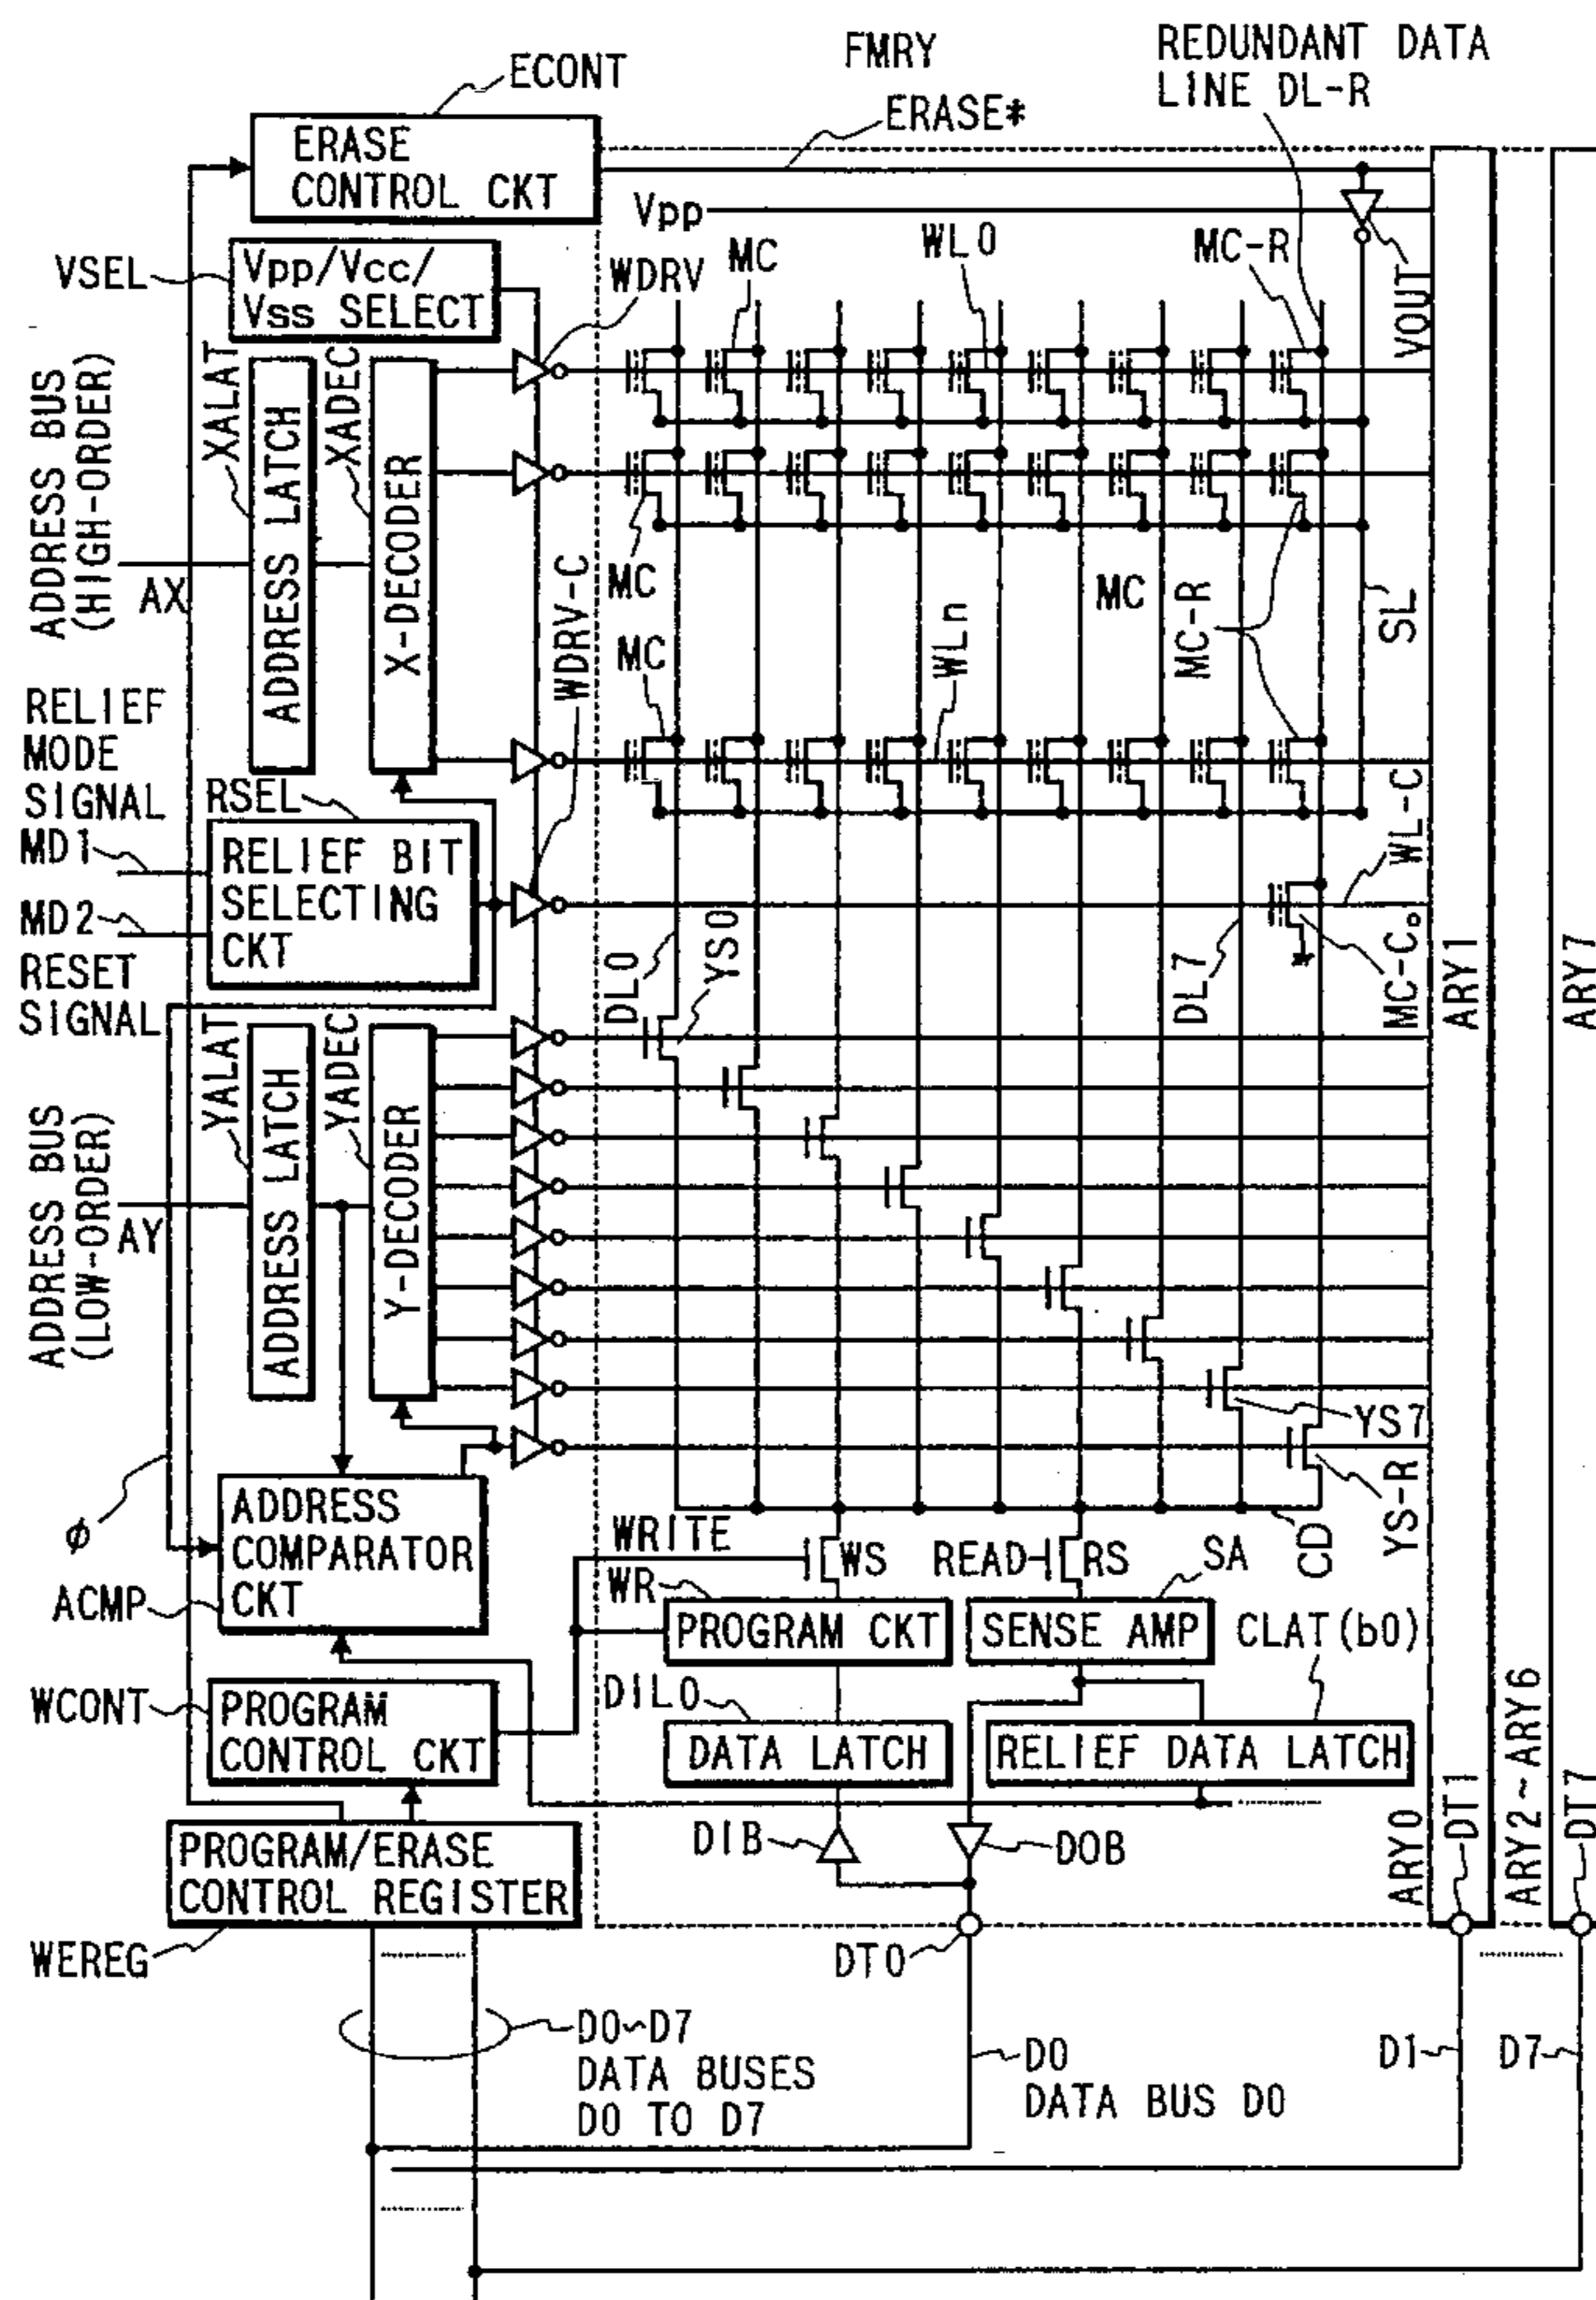 ECONT
FMRY
REDUNDANT DATA
LINE DL-R
ERASE*
ERASE
CONTROL CKT
Vpp
VSEL
Vpp/Vcc/
Vss SELECT
WDRV
MC
WL0
MC-R
VOUT
ADDRESS BUS
(HIGH-ORDER)
XALAT
ADDRESS LATCH
XADEC
X-DECODER
AX
WDRV-C
MC
MC
MC-R
SL
MC
WLn
RELIEF
MODE
SIGNAL
MD1
RSEL
RELIEF BIT
SELECTING
CKT
MD2
RESET
SIGNAL
WL-C
MC-C
DL0
YS0
DL7
ARY1
ARY7
ADDRESS BUS
(LOW-ORDER)
YALAT
ADDRESS LATCH
YADEC
Y-DECODER
AY
YS7
YS-R
φ
ADDRESS
COMPARATOR
CKT
ACMP
WRITE
WS
READ
RS
SA
CD
WR
PROGRAM CKT
SENSE AMP
CLAT(b0)
WCONT
PROGRAM
CONTROL CKT
DIL0
DATA LATCH
RELIEF DATA LATCH
DIB
DOB
ARY0
DT1
ARY2~ARY6
DT7
PROGRAM/ERASE
CONTROL REGISTER
WEREG
DT0
D0~D7
DATA BUSES
D0 TO D7
D0
DATA BUS D0
D1
D7